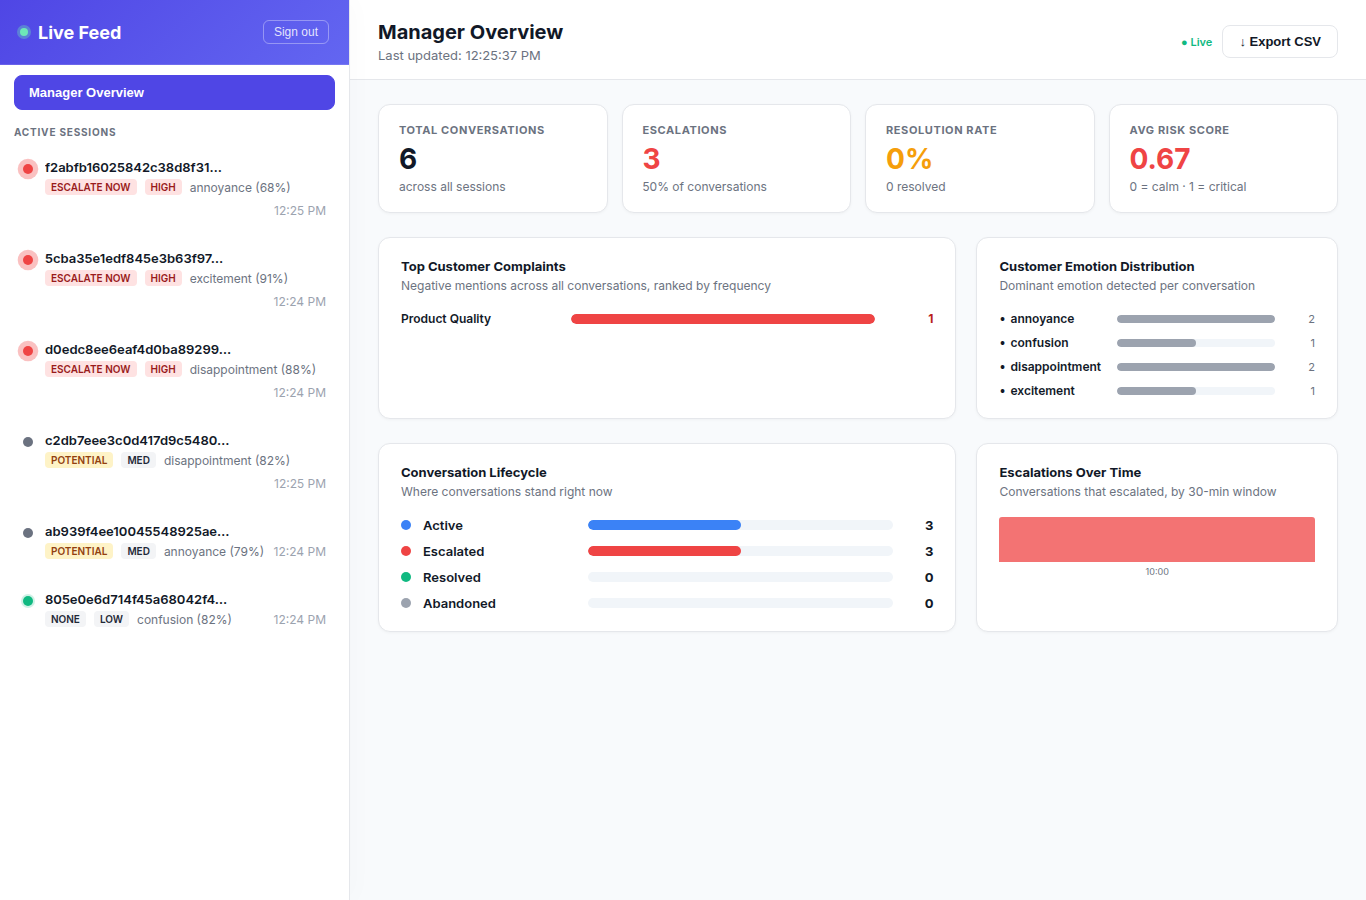 Live Feed
Sign out
Manager Overview
ACTIVE SESSIONS
f2abfb16025842c38d8f31...
ESCALATE NOW HIGH annoyance (68%)
12:25 PM
5cba35e1edf845e3b63f97...
ESCALATE NOW HIGH excitement (91%)
12:24 PM
d0edc8ee6eaf4d0ba89299...
ESCALATE NOW HIGH disappointment (88%)
12:24 PM
c2db7eee3c0d417d9c5480...
POTENTIAL MED disappointment (82%)
12:25 PM
ab939f4ee10045548925ae...
POTENTIAL MED annoyance (79%) 12:24 PM
805e0e6d714f45a68042f4...
NONE LOW confusion (82%) 12:24 PM
Manager Overview
Last updated: 12:25:37 PM
● Live
↓ Export CSV
TOTAL CONVERSATIONS
6
across all sessions
ESCALATIONS
3
50% of conversations
RESOLUTION RATE
0%
0 resolved
AVG RISK SCORE
0.67
0 = calm · 1 = critical
Top Customer Complaints
Negative mentions across all conversations, ranked by frequency
Product Quality 1
Customer Emotion Distribution
Dominant emotion detected per conversation
• annoyance 2
• confusion 1
• disappointment 2
• excitement 1
Conversation Lifecycle
Where conversations stand right now
Active 3
Escalated 3
Resolved 0
Abandoned 0
Escalations Over Time
Conversations that escalated, by 30-min window
10:00